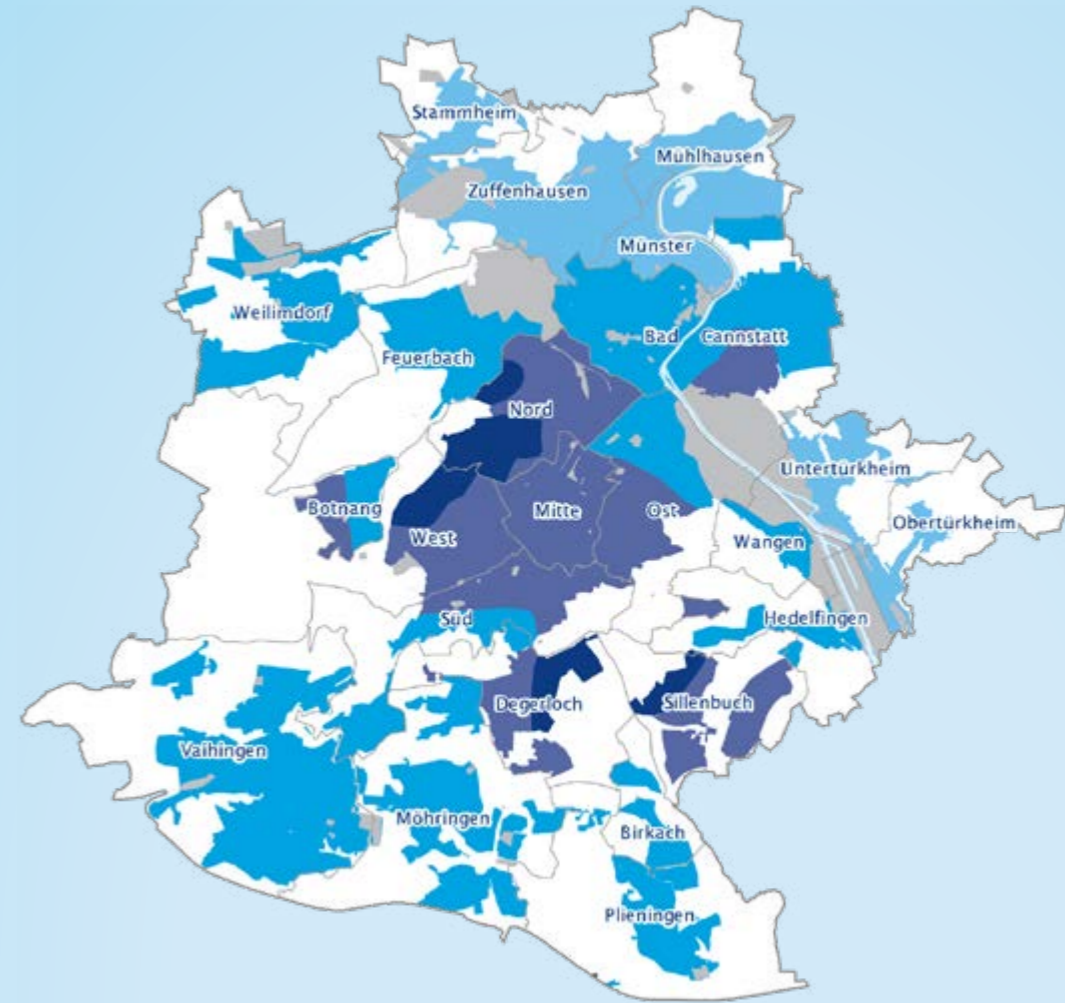 Stammheim
Mühlhausen
Zuffenhausen
Münster
Weilimdorf
Bad Cannstatt
Feuerbach
Nord
Untertürkheim
Botnang
Mitte
Ost
Obertürkheim
West
Wangen
Süd
Hedelfingen
Degerloch
Sillenbuch
Vaihingen
Möhringen
Birkach
Plieningen